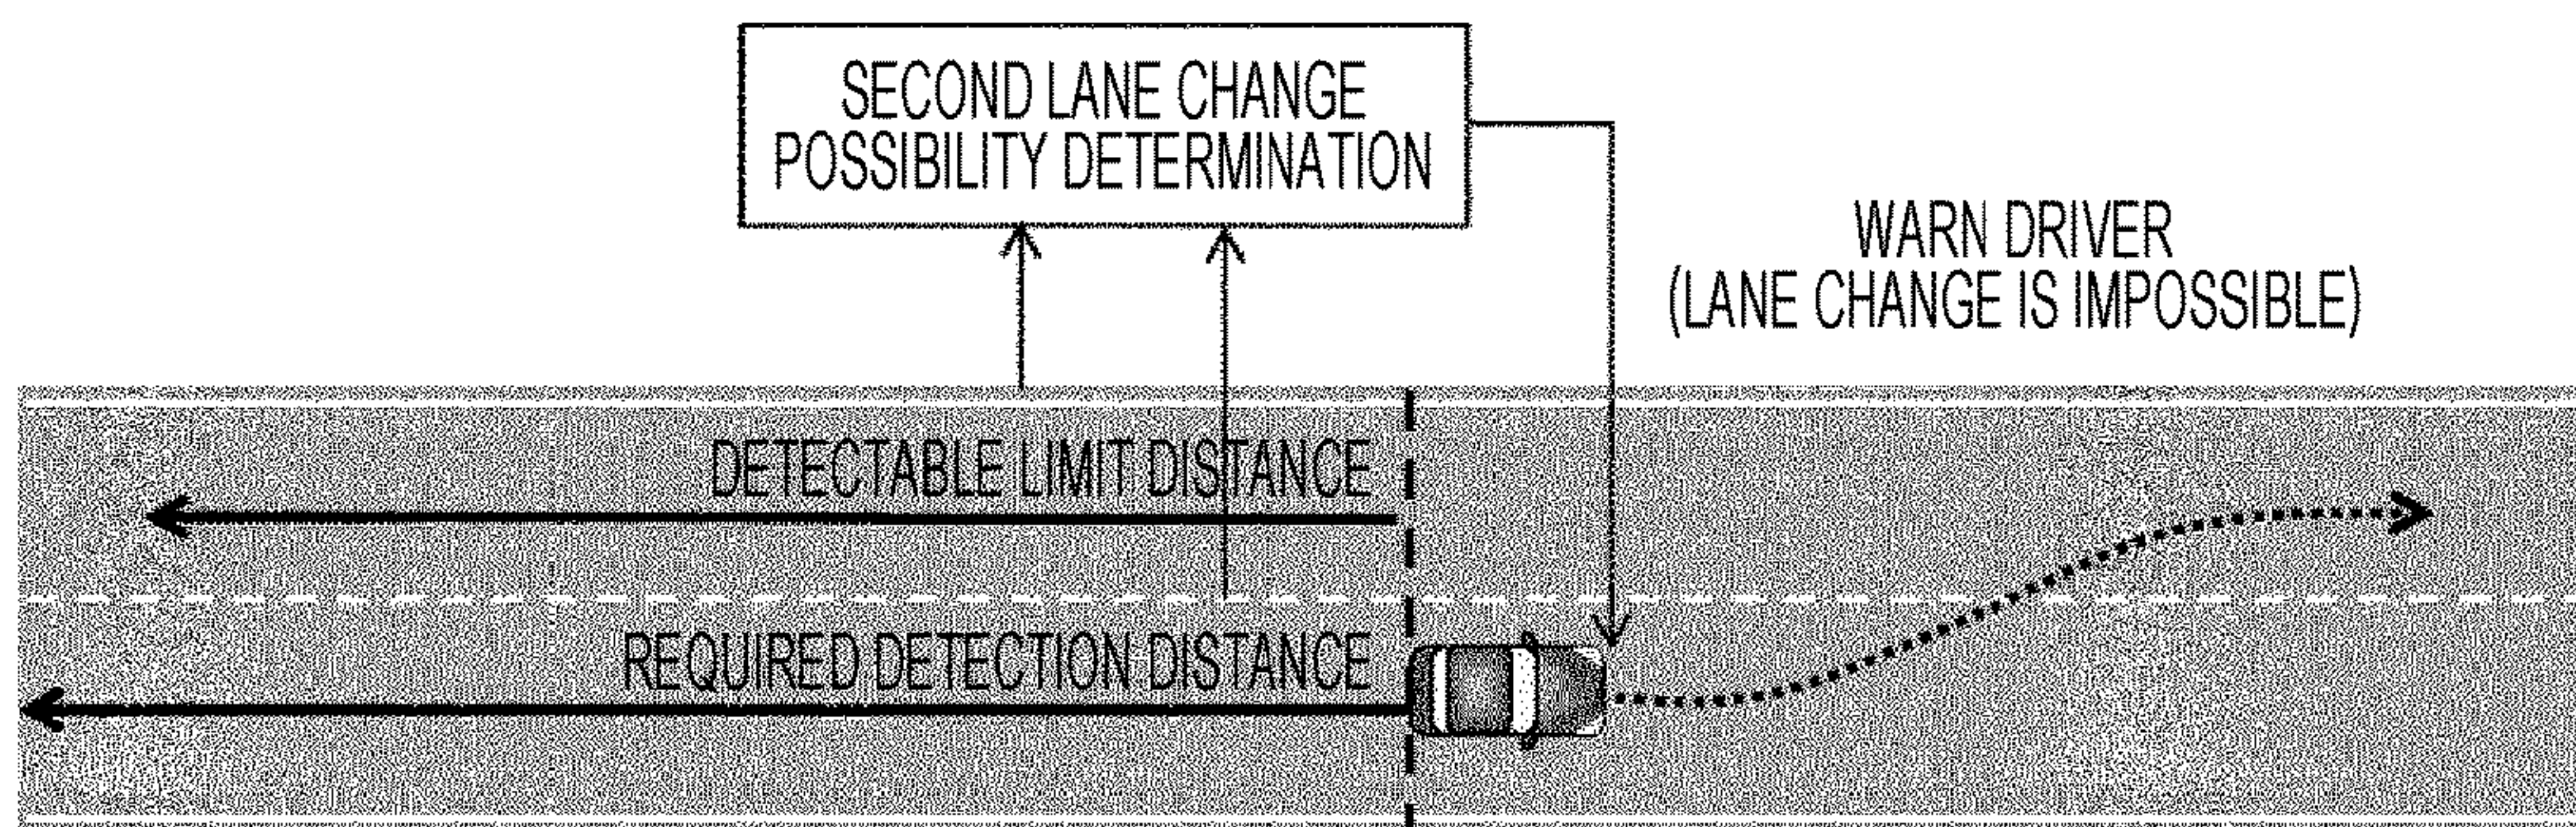 SECOND LANE CHANGE
POSSIBILITY DETERMINATION
WARN DRIVER
(LANE CHANGE IS IMPOSSIBLE)
DETECTABLE LIMIT DISTANCE
REQUIRED DETECTION DISTANCE